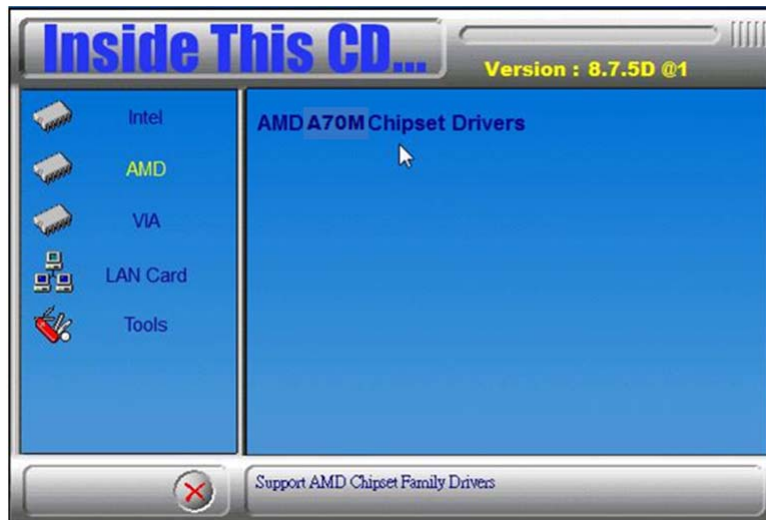 Inside This CD...
Version : 8.7.5D @1
Intel
AMD
VIA
LAN Card
Tools
AMD A70M Chipset Drivers
Support AMD Chipset Family Drivers